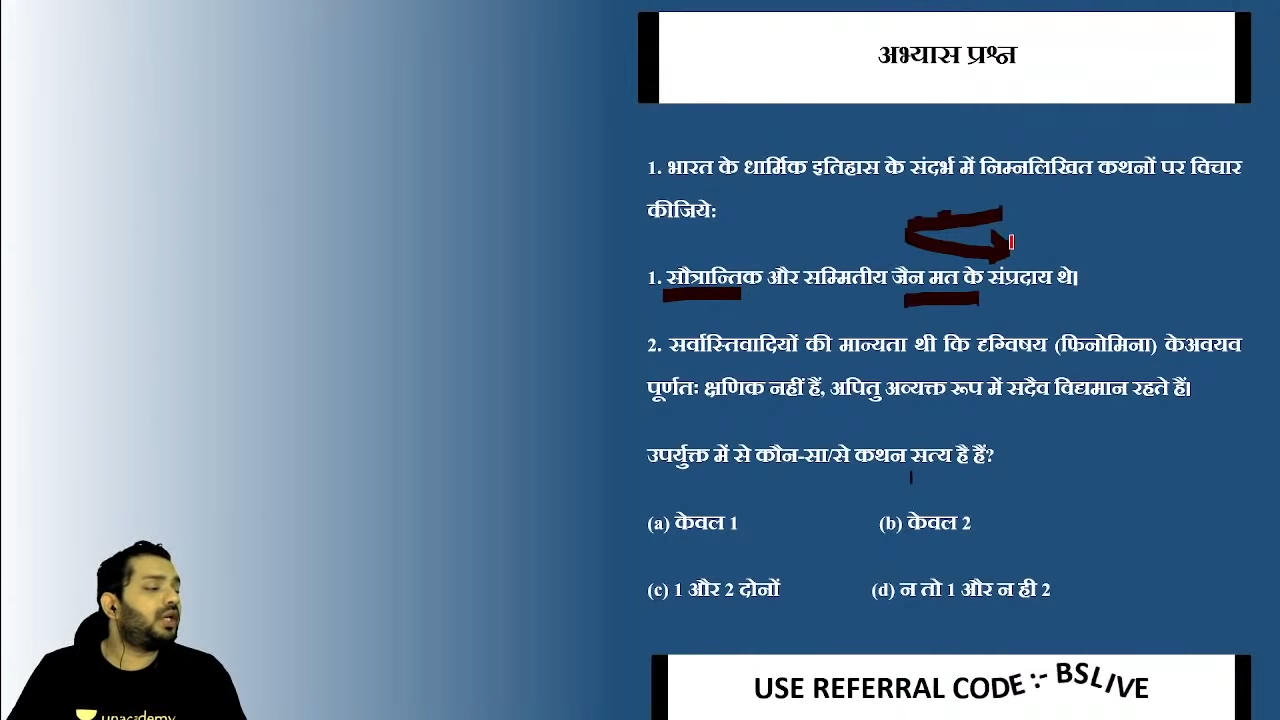 अभ्यास प्रश्न
1. भारत के धार्मिक इतिहास के संदर्भ में निम्नलिखित कथनों पर विचार
कीजिये:
1. सौत्रान्तिक और सम्मितीय जैन मत के संप्रदाय थे।
2. सर्वास्तिवादियों की मान्यता थी कि दृग्विषय (फिनोमिना) केअवयव
पूर्णतः क्षणिक नहीं हैं, अपितु अव्यक्त रूप में सदैव विद्यमान रहते हैं।
उपर्युक्त में से कौन-सा/से कथन सत्य है हैं?
(a) केवल 1 (b) केवल 2
(c) 1 और 2 दोनों (d) न तो 1 और न ही 2
USE REFERRAL CODE :- BSLIVE
unacademy